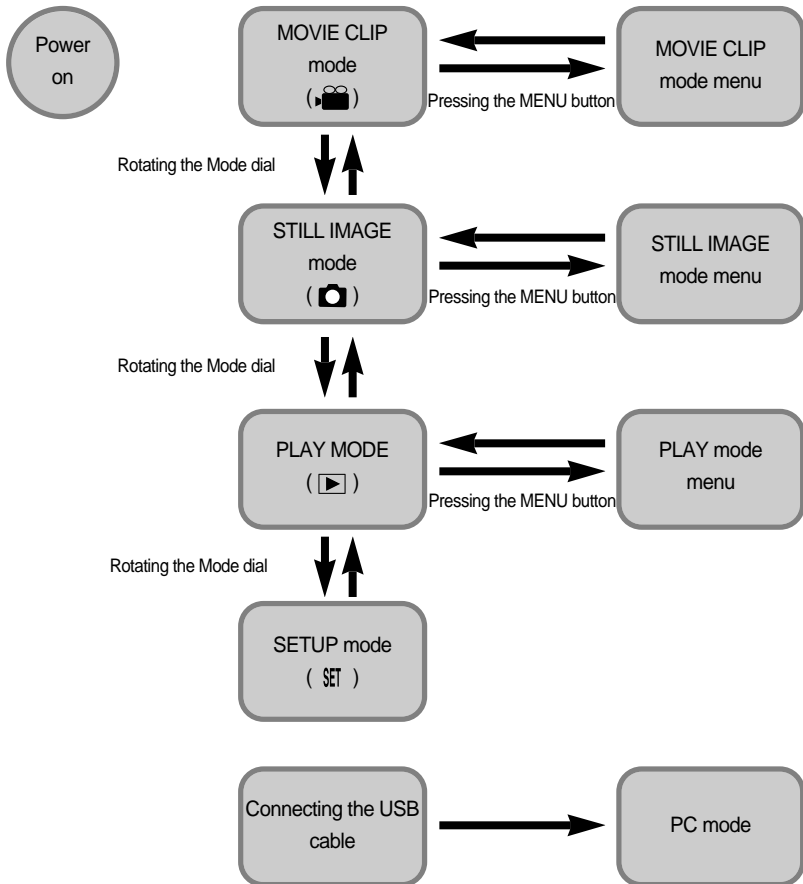 Power
on
MOVIE CLIP
mode
( )
MOVIE CLIP
mode menu
Pressing the MENU button
Rotating the Mode dial
STILL IMAGE
mode
( )
STILL IMAGE
mode menu
Pressing the MENU button
Rotating the Mode dial
PLAY MODE
( )
PLAY mode
menu
Pressing the MENU button
Rotating the Mode dial
SETUP mode
( SET )
Connecting the USB
cable
PC mode